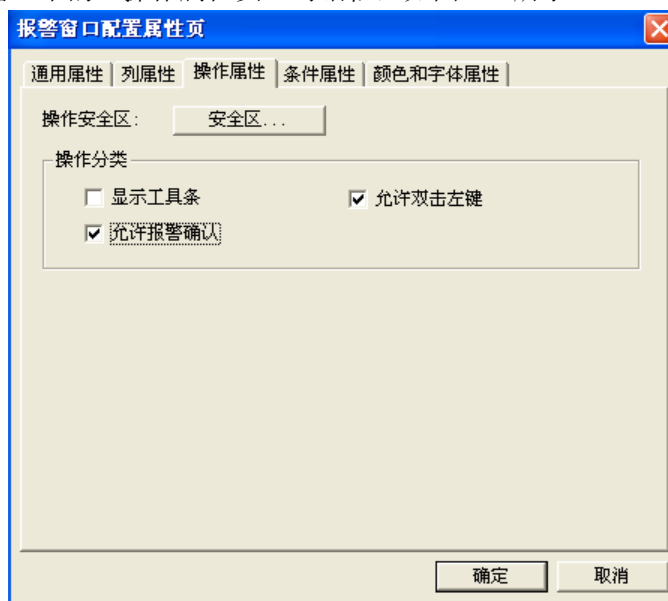 报警窗口配置属性页
通用属性 列属性 操作属性 条件属性 颜色和字体属性
操作安全区: 安全区...
操作分类
显示工具条 允许双击左键
允许报警确认
确定 取消